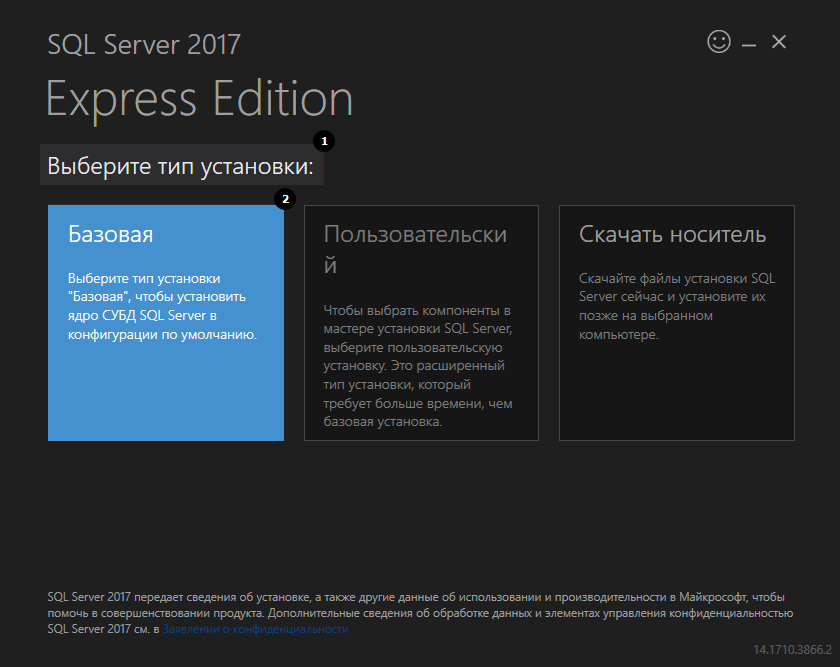 SQL Server 2017
Express Edition
1
Выберите тип установки:
2
Базовая
Выберите тип установки
"Базовая", чтобы установить
ядро СУБД SQL Server в
конфигурации по умолчанию.
Пользовательски
й
Чтобы выбрать компоненты в
мастере установки SQL Server,
выберите пользовательскую
установку. Это расширенный
тип установки, который
требует больше времени, чем
базовая установка.
Скачать носитель
Скачайте файлы установки SQL
Server сейчас и установите их
позже на выбранном
компьютере.
SQL Server 2017 передает сведения об установке, а также другие данные об использовании и производительности в Майкрософт, чтобы
помочь в совершенствовании продукта. Дополнительные сведения об обработке данных и элементах управления конфиденциальностью
SQL Server 2017 см. в Заявлении о конфиденциальности
14.1710.3866.2